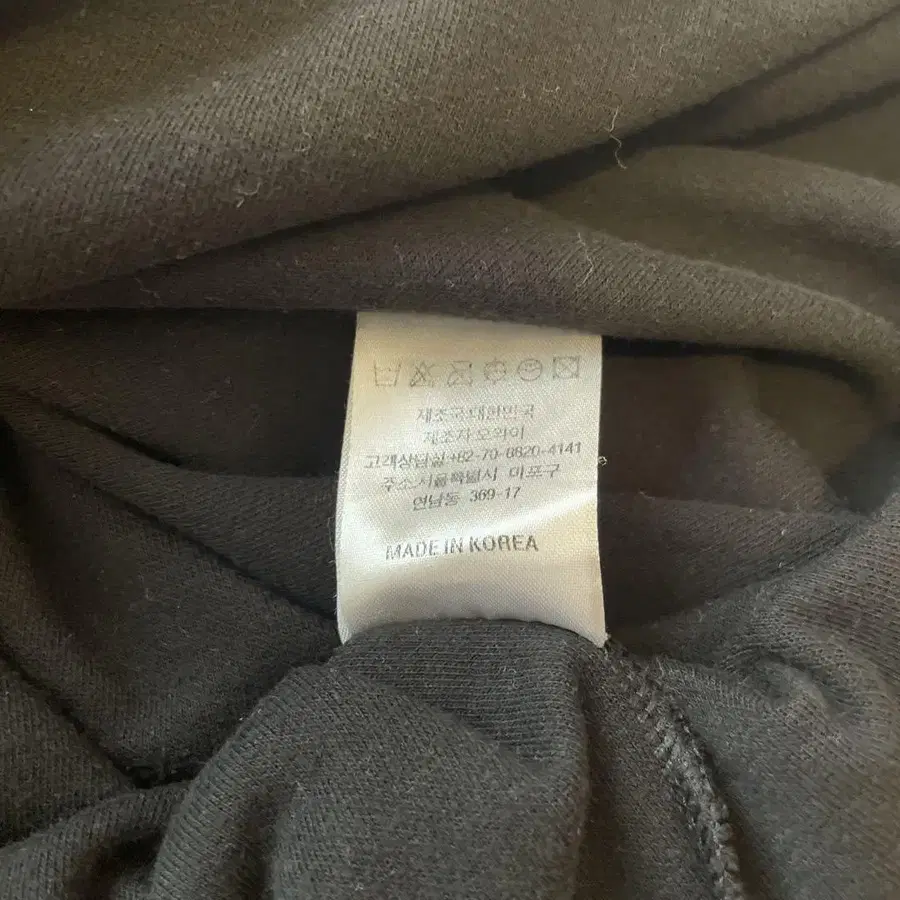 제조국:대한민국
제조자 오와이
고객상담실+82-70-8820-4141
주소:서울특별시 마포구
연남동 369-17
MADE IN KOREA